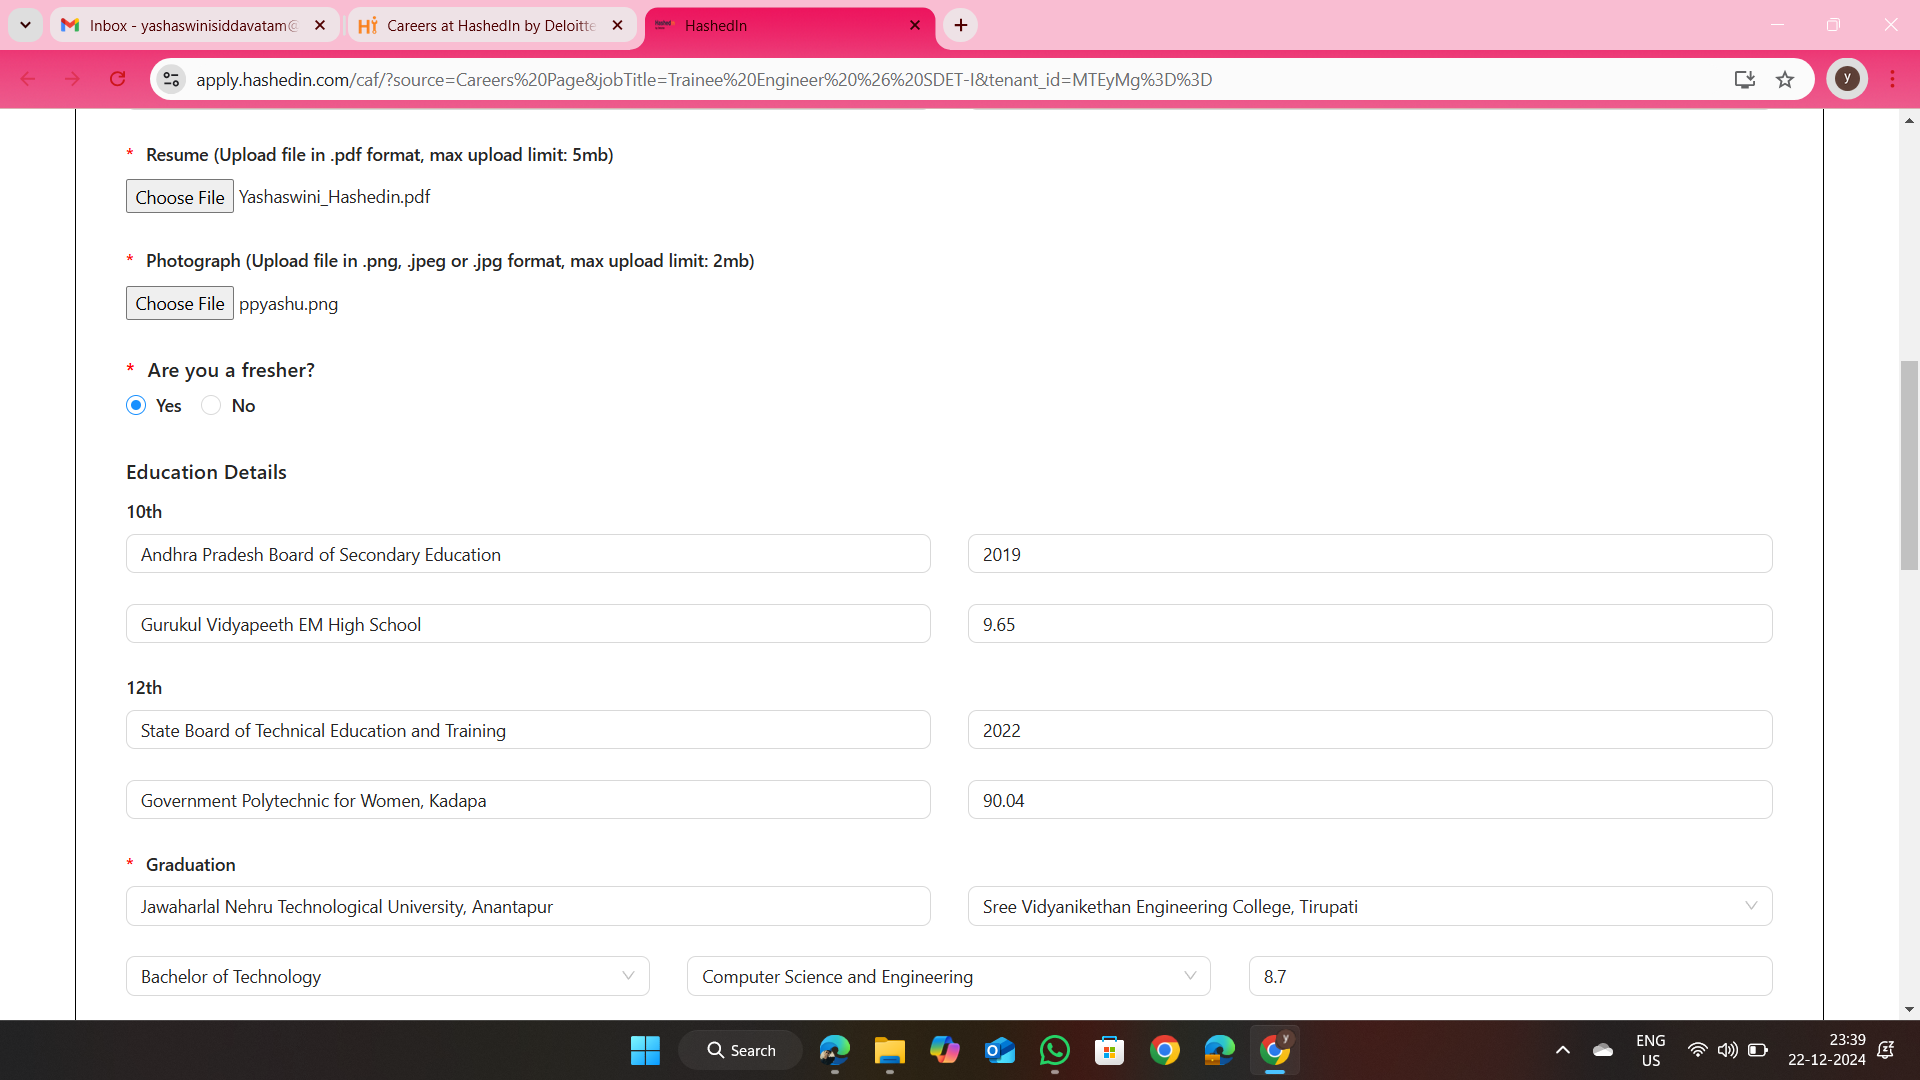 Inbox - yashaswinisiddavatam@
Careers at HashedIn by Deloitte
HashedIn
apply.hashedin.com/caf/?source=Careers%20Page&jobTitle=Trainee%20Engineer%20%26%20SDET-I&tenant_id=MTEyMg%3D%3D
y
* Resume (Upload file in .pdf format, max upload limit: 5mb)
Choose File Yashaswini_Hashedin.pdf
* Photograph (Upload file in .png, .jpeg or .jpg format, max upload limit: 2mb)
Choose File ppyashu.png
* Are you a fresher?
Yes No
Education Details
10th
Andhra Pradesh Board of Secondary Education
2019
Gurukul Vidyapeeth EM High School
9.65
12th
State Board of Technical Education and Training
2022
Government Polytechnic for Women, Kadapa
90.04
* Graduation
Jawaharlal Nehru Technological University, Anantapur
Sree Vidyanikethan Engineering College, Tirupati
Bachelor of Technology
Computer Science and Engineering
8.7
Search
ENG
US
23:39
22-12-2024